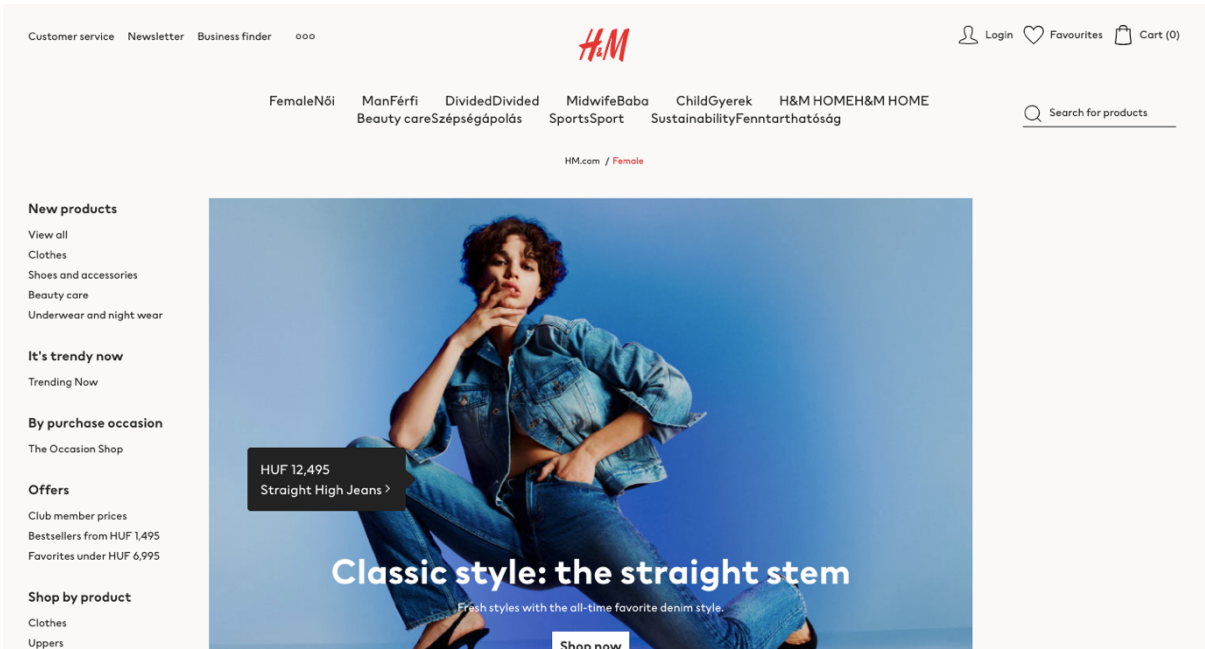 Customer service Newsletter Business finder
H&M
Login Favourites Cart (0)
FemaleNői ManFérfi DividedDivided MidwifeBaba ChildGyerek H&M HOMEH&M HOME
Beauty careSzépségápolás SportsSport SustainabilityFenntarthatóság
Search for products
HM.com / Female
New products
View all
Clothes
Shoes and accessories
Beauty care
Underwear and night wear
It's trendy now
Trending Now
By purchase occasion
The Occasion Shop
Offers
Club member prices
Bestsellers from HUF 1,495
Favorites under HUF 6,995
Shop by product
Clothes
Uppers
HUF 12,495
Straight High Jeans >
Classic style: the straight stem
Fresh styles with the all-time favorite denim style.
Shop now